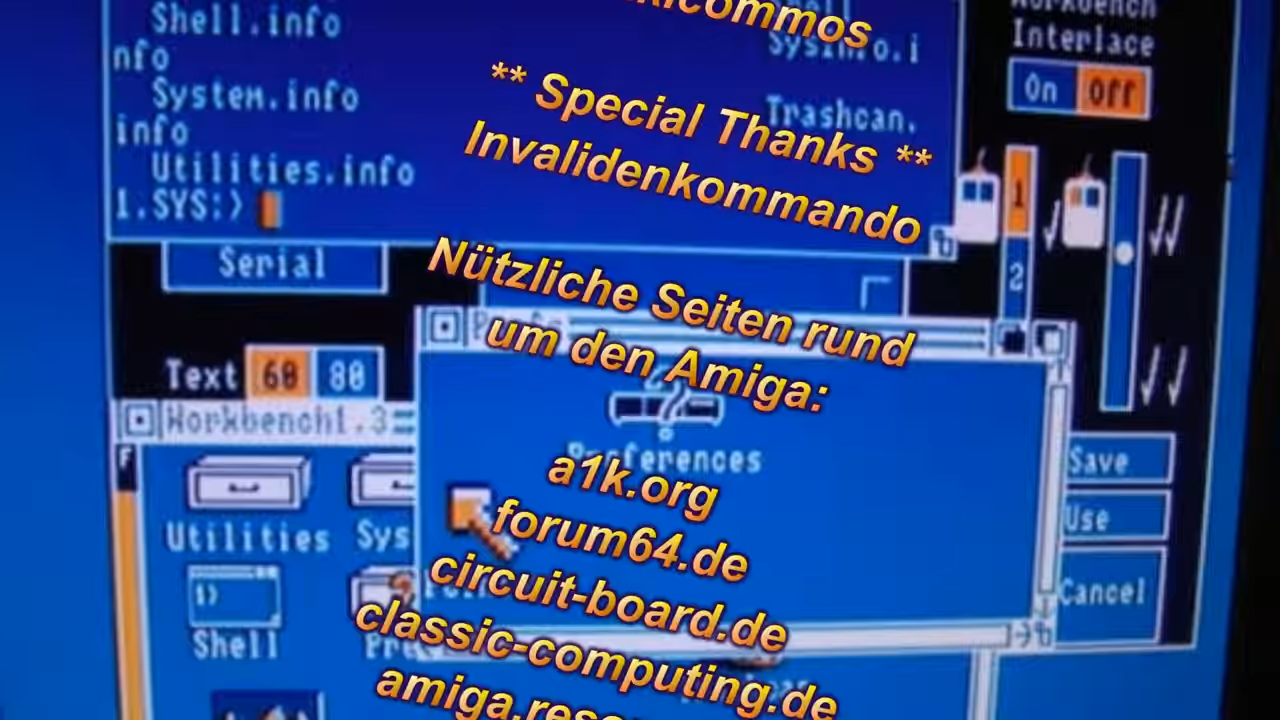 Workbench
Shell.info
Interlace
nfo
SysInfo.i
On Off
System.info
** Special Thanks **
Trashcan.
info
Invalidenkommando
Utilities.info
1
1.SYS:>
Serial
2
Nützliche Seiten rund
um den Amiga:
Text 60 80
Workbench1.3
Preferences
a1k.org
Save
forum64.de
Use
Utilities
circuit-board.de
Cancel
Shell
classic-computing.de